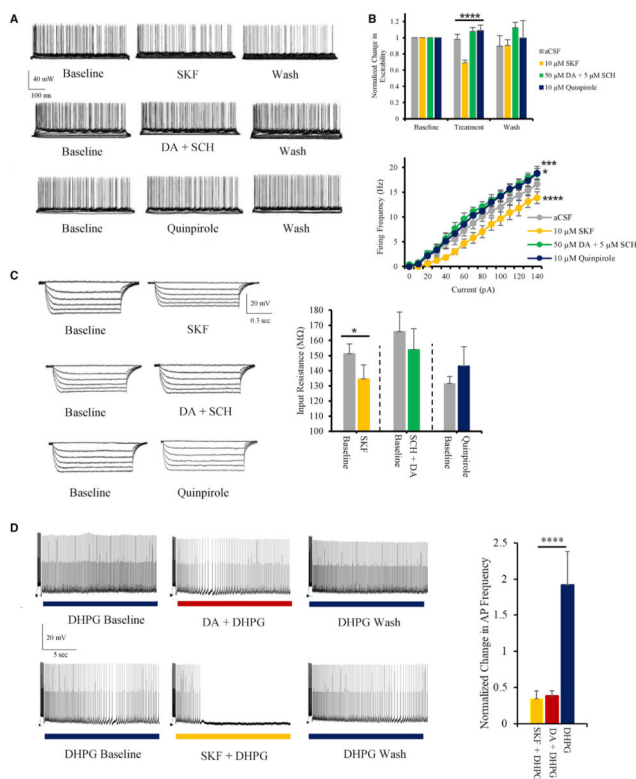 A
Baseline
SKF
Wash
40 mW
100 ms
Baseline
DA + SCH
Wash
Baseline
Quinpirole
Wash
B
Normalized Change in
Excitability
1.4
1.2
1
0.8
0.6
0.4
0.2
0
****
Baseline
Treatment
Wash
aCSF
10 µM SKF
50 µM DA + 5 µM SCH
10 µM Quinpirole
Firing Frequency (Hz)
20
15
10
5
0
***
*
****
aCSF
10 µM SKF
50 µM DA + 5 µM SCH
10 µM Quinpirole
0 20 40 60 80 100 120 140
Current (pA)
C
Baseline
SKF
20 mV
0.3 sec
Baseline
DA + SCH
Baseline
Quinpirole
Input Resistance (MΩ)
180
170
160
150
140
130
120
110
100
*
Baseline
SKF
Baseline
SCH + DA
Baseline
Quinpirole
D
DHPG Baseline
DA + DHPG
DHPG Wash
20 mV
5 sec
DHPG Baseline
SKF + DHPG
DHPG Wash
Normalized Change in AP Frequency
2.5
2
1.5
1
0.5
0
****
SKF + DHPG
DA + DHPG
DHPG